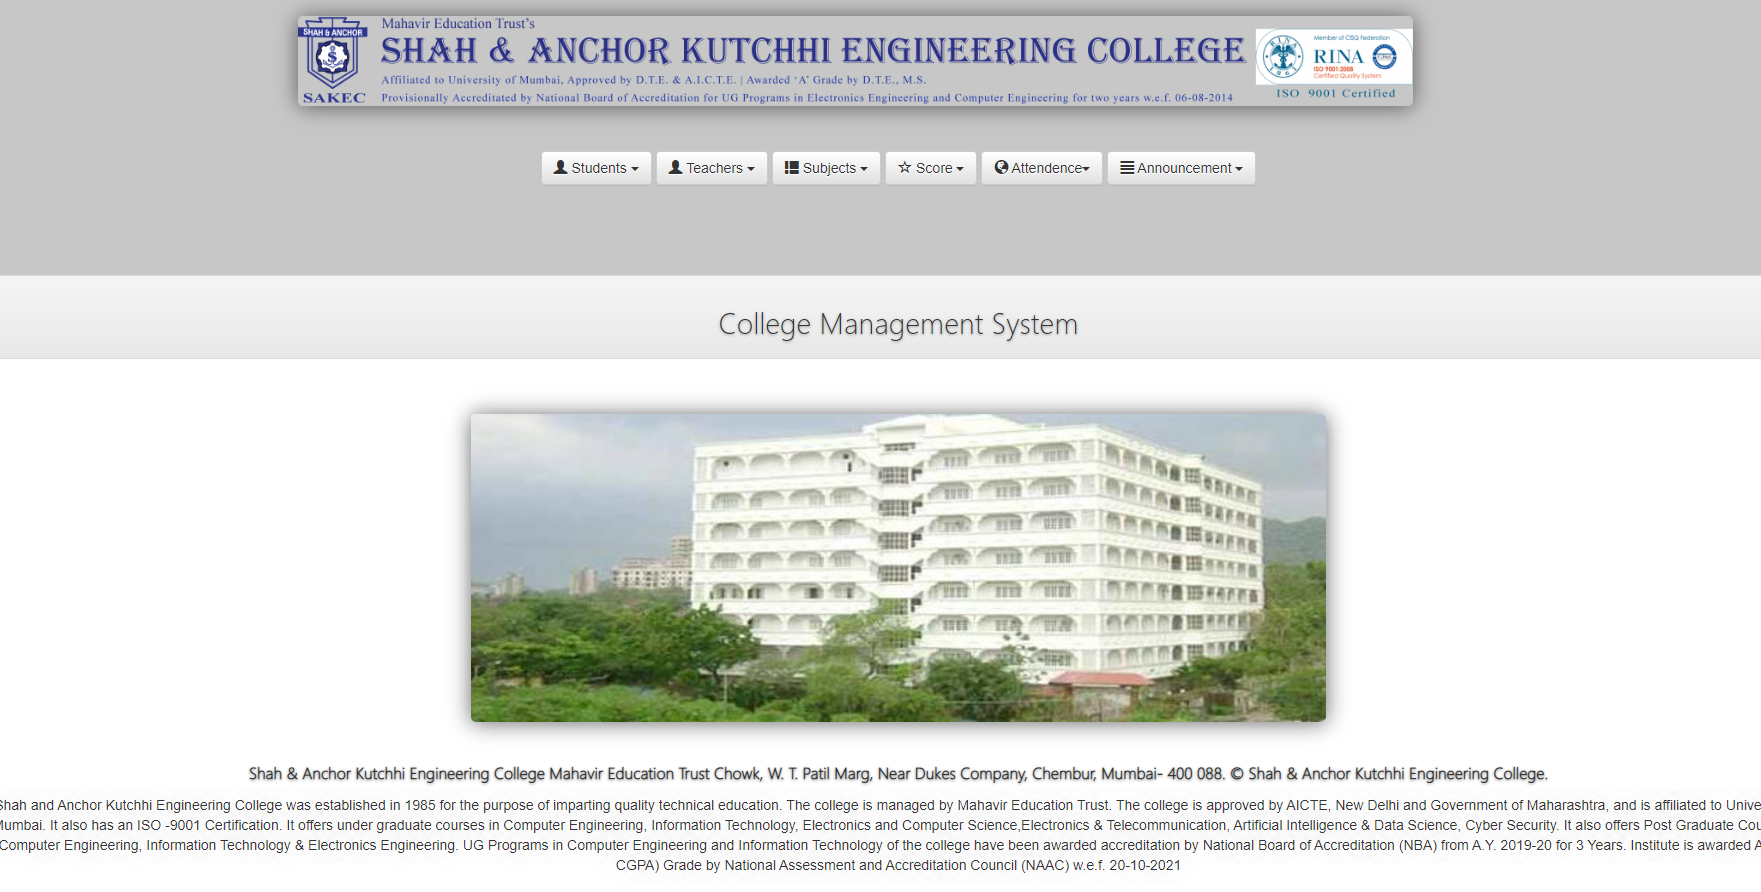 Mahavir Education Trust's
SHAH & ANCHOR
SHAH & ANCHOR KUTCHHI ENGINEERING COLLEGE
Affiliated to University of Mumbai, Approved by D.T.E. & A.I.C.T.E. | Awarded 'A' Grade by D.T.E., M.S.
SAKEC
Provisionally Accreditated by National Board of Accreditation for UG Programs in Electronics Engineering and Computer Engineering for two years w.e.f. 06-08-2014
Member of CISQ Federation
RINA
ISO 9001:2008
Certified Quality System
ISO 9001 Certified
Students
Teachers
Subjects
Score
Attendence
Announcement
College Management System
Shah & Anchor Kutchhi Engineering College Mahavir Education Trust Chowk, W. T. Patil Marg, Near Dukes Company, Chembur, Mumbai- 400 088. © Shah & Anchor Kutchhi Engineering College.
Shah and Anchor Kutchhi Engineering College was established in 1985 for the purpose of imparting quality technical education. The college is managed by Mahavir Education Trust. The college is approved by AICTE, New Delhi and Government of Maharashtra, and is affiliated to Unive
Mumbai. It also has an ISO -9001 Certification. It offers under graduate courses in Computer Engineering, Information Technology, Electronics and Computer Science,Electronics & Telecommunication, Artificial Intelligence & Data Science, Cyber Security. It also offers Post Graduate Cou
Computer Engineering, Information Technology & Electronics Engineering. UG Programs in Computer Engineering and Information Technology of the college have been awarded accreditation by National Board of Accreditation (NBA) from A.Y. 2019-20 for 3 Years. Institute is awarded A
CGPA) Grade by National Assessment and Accreditation Council (NAAC) w.e.f. 20-10-2021